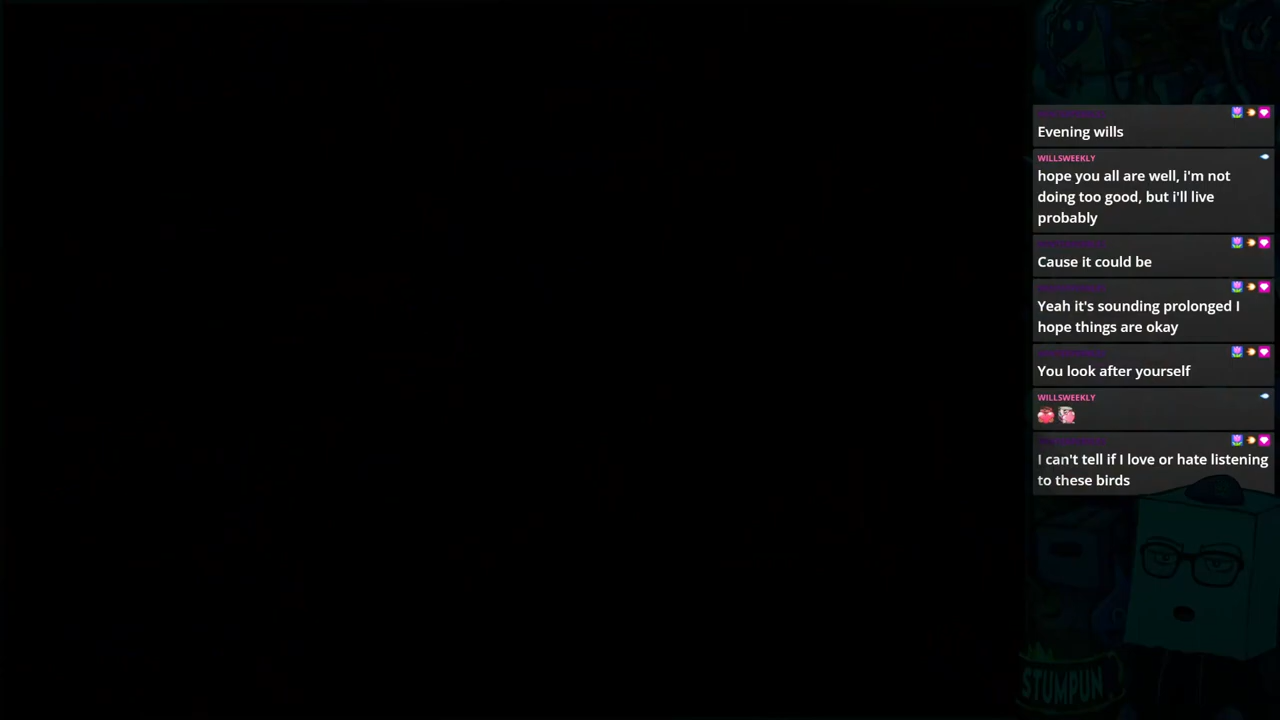 Evening wills
WILLSWEEKLY
hope you all are well, i'm not
doing too good, but i'll live
probably
Cause it could be
Yeah it's sounding prolonged I
hope things are okay
You look after yourself
WILLSWEEKLY
I can't tell if I love or hate listening
to these birds
STUMPUN